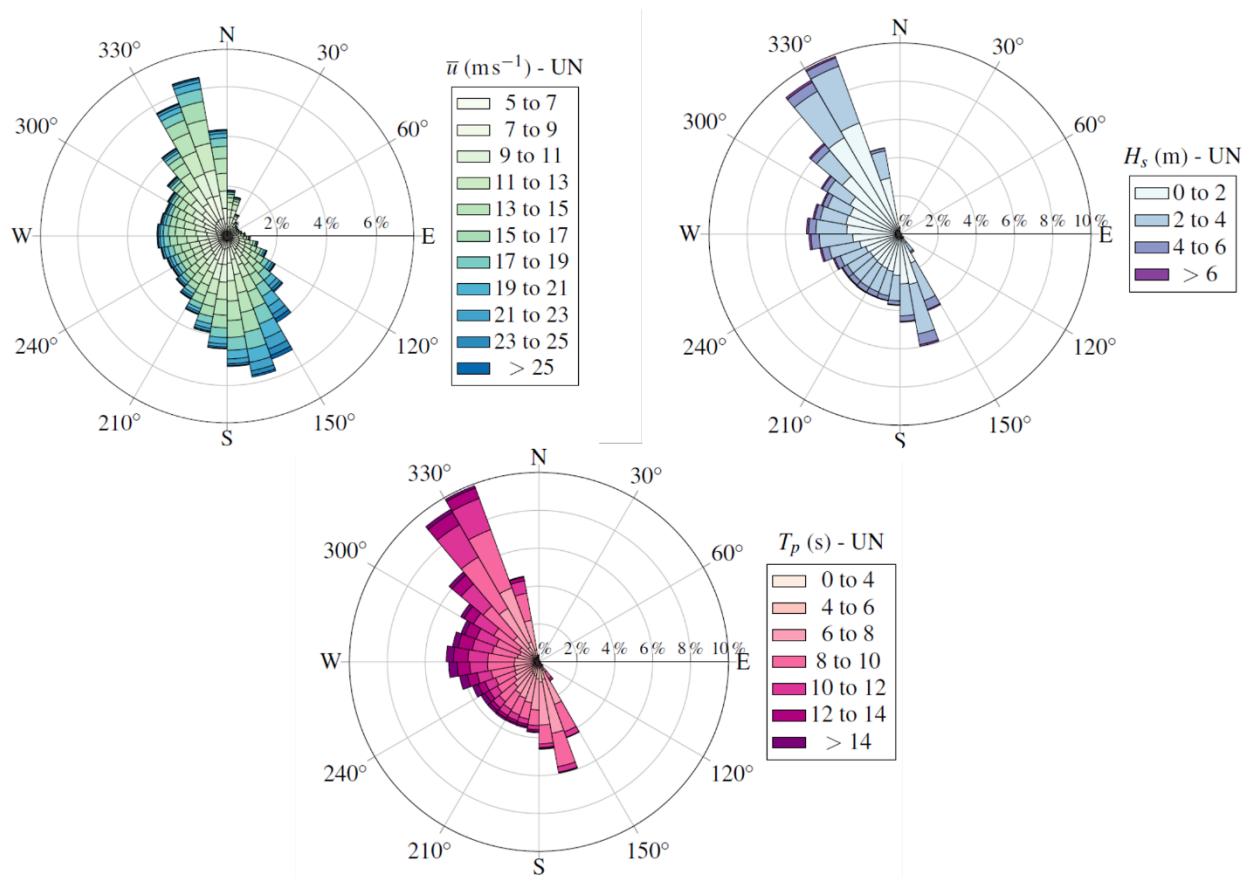 N
30°
60°
E
120°
150°
S
210°
240°
W
300°
330°
2 % 4 % 6 %
u̅ (m s⁻¹) - UN
5 to 7
7 to 9
9 to 11
11 to 13
13 to 15
15 to 17
17 to 19
19 to 21
21 to 23
23 to 25
> 25
N
30°
60°
E
120°
150°
S
210°
240°
W
300°
330°
% 2 % 4 % 6 % 8 % 10 %
Hₛ (m) - UN
0 to 2
2 to 4
4 to 6
> 6
N
30°
60°
E
120°
150°
S
210°
240°
W
300°
330°
% 2 % 4 % 6 % 8 % 10 %
Tₚ (s) - UN
0 to 4
4 to 6
6 to 8
8 to 10
10 to 12
12 to 14
> 14